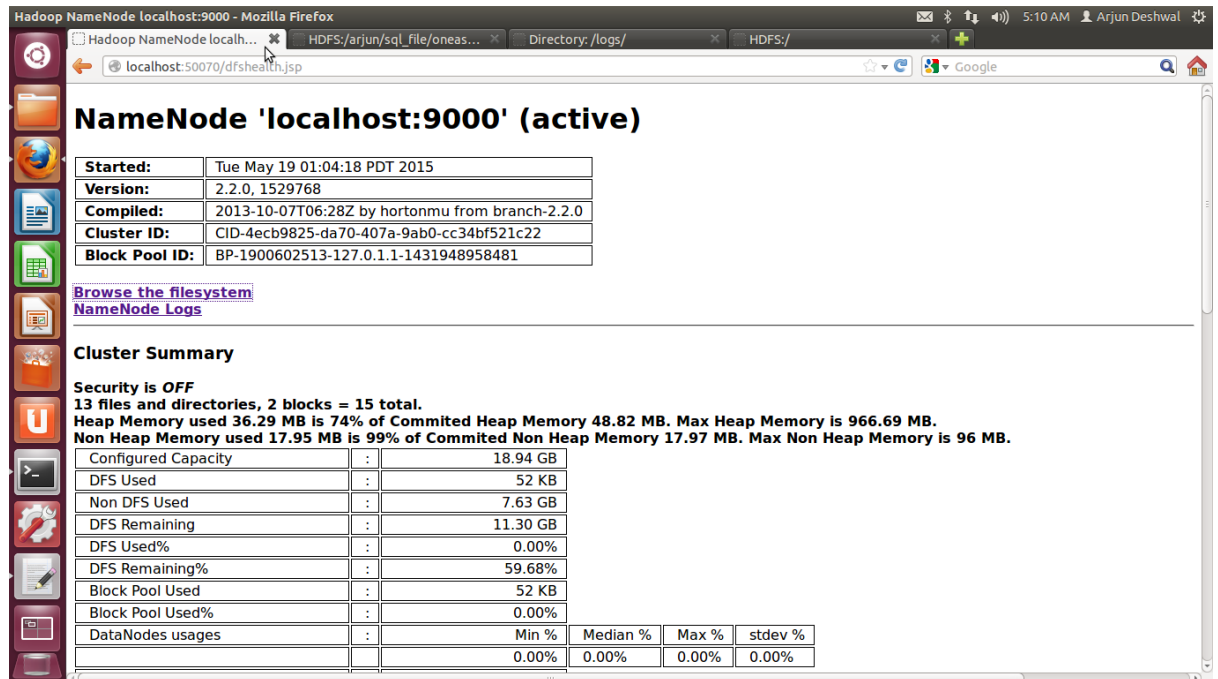 Hadoop NameNode localhost:9000 - Mozilla Firefox
5:10 AM Arjun Deshwal
Hadoop NameNode localh... HDFS:/arjun/sql_file/oneas... Directory: /logs/ HDFS:/
localhost:50070/dfshealth.jsp Google
NameNode 'localhost:9000' (active)
Started: Tue May 19 01:04:18 PDT 2015
Version: 2.2.0, 1529768
Compiled: 2013-10-07T06:28Z by hortonmu from branch-2.2.0
Cluster ID: CID-4ecb9825-da70-407a-9ab0-cc34bf521c22
Block Pool ID: BP-1900602513-127.0.1.1-1431948958481
Browse the filesystem
NameNode Logs
Cluster Summary
Security is OFF
13 files and directories, 2 blocks = 15 total.
Heap Memory used 36.29 MB is 74% of Commited Heap Memory 48.82 MB. Max Heap Memory is 966.69 MB.
Non Heap Memory used 17.95 MB is 99% of Commited Non Heap Memory 17.97 MB. Max Non Heap Memory is 96 MB.
Configured Capacity : 18.94 GB
DFS Used : 52 KB
Non DFS Used : 7.63 GB
DFS Remaining : 11.30 GB
DFS Used% : 0.00%
DFS Remaining% : 59.68%
Block Pool Used : 52 KB
Block Pool Used% : 0.00%
DataNodes usages : Min % Median % Max % stdev %
0.00% 0.00% 0.00% 0.00%